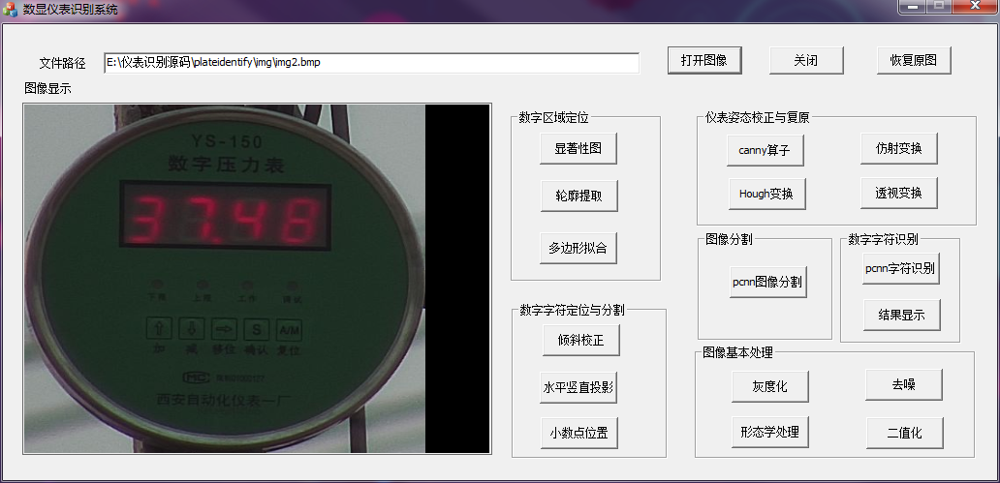 数显仪表识别系统
文件路径
E:\仪表识别源码\plateidentify\img\img2.bmp
打开图像
关闭
恢复原图
图像显示
YS-150
数字压力表
37.48
下限 上限 工作 调试
S A/M
加 减 移位 确认 复位
MC
西安自动化仪表一厂
数字区域定位
显著性图
轮廓提取
多边形拟合
数字字符定位与分割
倾斜校正
水平竖直投影
小数点位置
仪表姿态校正与复原
canny算子
仿射变换
Hough变换
透视变换
图像分割
pcnn图像分割
数字字符识别
pcnn字符识别
结果显示
图像基本处理
灰度化
去噪
形态学处理
二值化